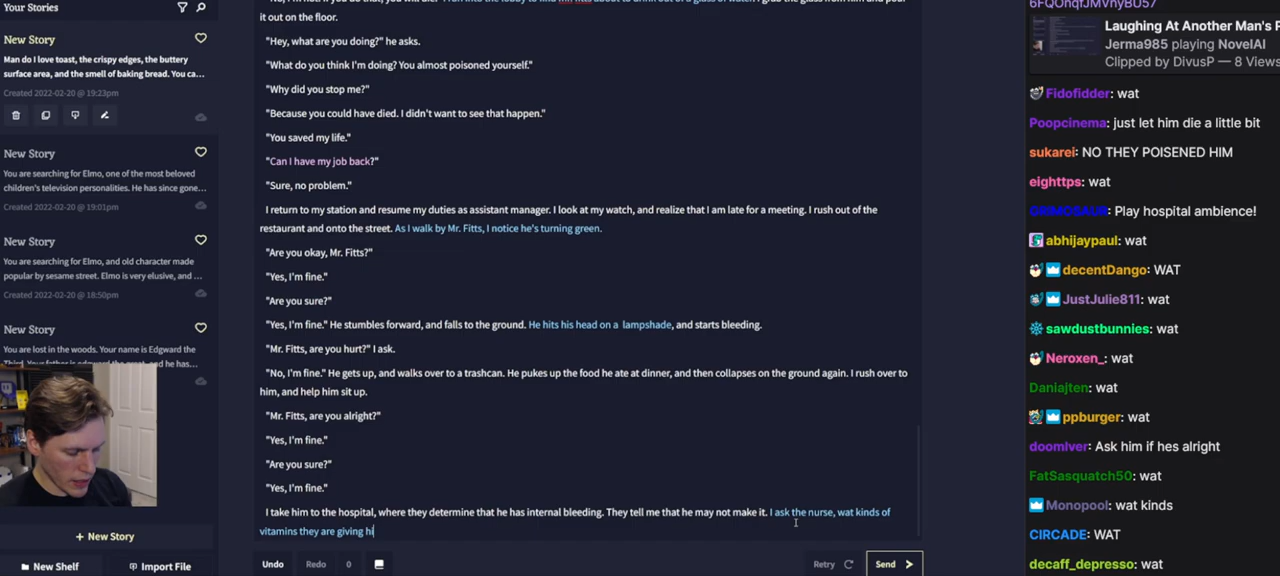 Your Stories
New Story
Man do I love toast, the crispy edges, the buttery
surface area, and the smell of baking bread. You ca...
Created 2022-02-20 @ 19:23pm
New Story
You are searching for Elmo, one of the most beloved
children's television personalities. He has since gone...
Created 2022-02-20 @ 19:01pm
New Story
You are searching for Elmo, and old character made
popular by sesame street. Elmo is very elusive, and ...
Created 2022-02-20 @ 18:50pm
New Story
You are lost in the woods. Your name is Edgward the
+ New Story
New Shelf
Import File
it out on the floor.
"Hey, what are you doing?" he asks.
"What do you think I'm doing? You almost poisoned yourself."
"Why did you stop me?"
"Because you could have died. I didn't want to see that happen."
"You saved my life."
"Can I have my job back?"
"Sure, no problem."
I return to my station and resume my duties as assistant manager. I look at my watch, and realize that I am late for a meeting. I rush out of the
restaurant and onto the street. As I walk by Mr. Fitts, I notice he's turning green.
"Are you okay, Mr. Fitts?"
"Yes, I'm fine."
"Are you sure?"
"Yes, I'm fine." He stumbles forward, and falls to the ground. He hits his head on a lampshade, and starts bleeding.
"Mr. Fitts, are you hurt?" I ask.
"No, I'm fine." He gets up, and walks over to a trashcan. He pukes up the food he ate at dinner, and then collapses on the ground again. I rush over to
him, and help him sit up.
"Mr. Fitts, are you alright?"
"Yes, I'm fine."
"Are you sure?"
"Yes, I'm fine."
I take him to the hospital, where they determine that he has internal bleeding. They tell me that he may not make it. I ask the nurse, wat kinds of
vitamins they are giving hi
Undo
Redo
0
Retry
Send
6FQOhqfJMVnyBU57
Laughing At Another Man's P
Jerma985 playing NovelAI
Clipped by DivusP — 8 Views
Fidofidder: wat
Poopcinema: just let him die a little bit
sukarei: NO THEY POISENED HIM
eighttps: wat
GRIMOSAUR: Play hospital ambience!
abhijaypaul: wat
decentDango: WAT
JustJulie811: wat
sawdustbunnies: wat
Neroxen_: wat
Daniajten: wat
ppburger: wat
doomlver: Ask him if hes alright
FatSasquatch50: wat
Monopool: wat kinds
CIRCADE: WAT
decaff_depresso: wat